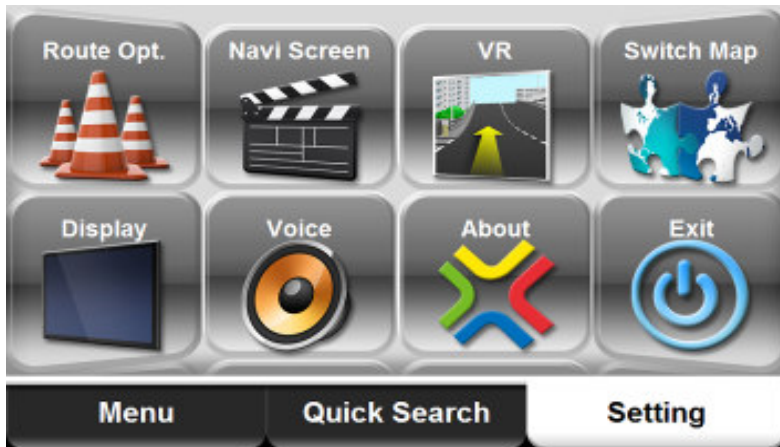 Route Opt.
Navi Screen
VR
Switch Map
Display
Voice
About
Exit
Menu
Quick Search
Setting